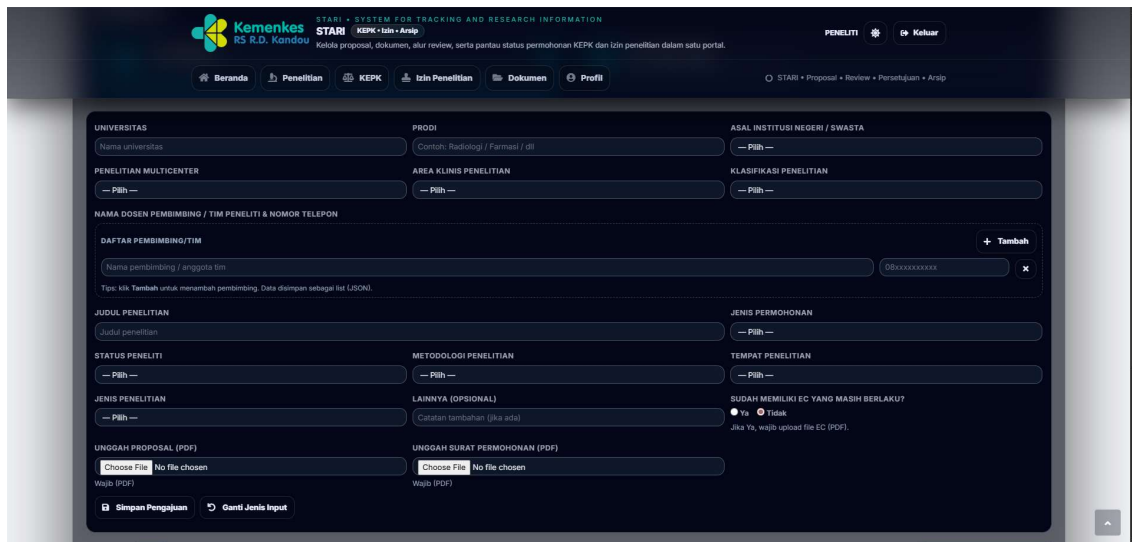 Kemenkes
RS R.D. Kandou
STARI • SYSTEM FOR TRACKING AND RESEARCH INFORMATION
STARI KEPK • Izin • Arsip
Kelola proposal, dokumen, alur review, serta pantau status permohonan KEPK dan izin penelitian dalam satu portal.
PENELITI Keluar
Beranda Penelitian KEPK Izin Penelitian Dokumen Profil
STARI • Proposal • Review • Persetujuan • Arsip
UNIVERSITAS PRODI ASAL INSTITUSI NEGERI / SWASTA
Nama universitas Contoh: Radiologi / Farmasi / dll — Pilih —
PENELITIAN MULTICENTER AREA KLINIS PENELITIAN KLASIFIKASI PENELITIAN
— Pilih — — Pilih — — Pilih —
NAMA DOSEN PEMBIMBING / TIM PENELITI & NOMOR TELEPON
DAFTAR PEMBIMBING/TIM + Tambah
Nama pembimbing / anggota tim 08xxxxxxxxxx
Tips: klik Tambah untuk menambah pembimbing. Data disimpan sebagai list (JSON).
JUDUL PENELITIAN JENIS PERMOHONAN
Judul penelitian — Pilih —
STATUS PENELITI METODOLOGI PENELITIAN TEMPAT PENELITIAN
— Pilih — — Pilih — — Pilih —
JENIS PENELITIAN LAINNYA (OPSIONAL) SUDAH MEMILIKI EC YANG MASIH BERLAKU?
— Pilih — Catatan tambahan (jika ada) Ya Tidak
Jika Ya, wajib upload file EC (PDF).
UNGGAH PROPOSAL (PDF) UNGGAH SURAT PERMOHONAN (PDF)
Choose File No file chosen Choose File No file chosen
Wajib (PDF) Wajib (PDF)
Simpan Pengajuan Ganti Jenis Input